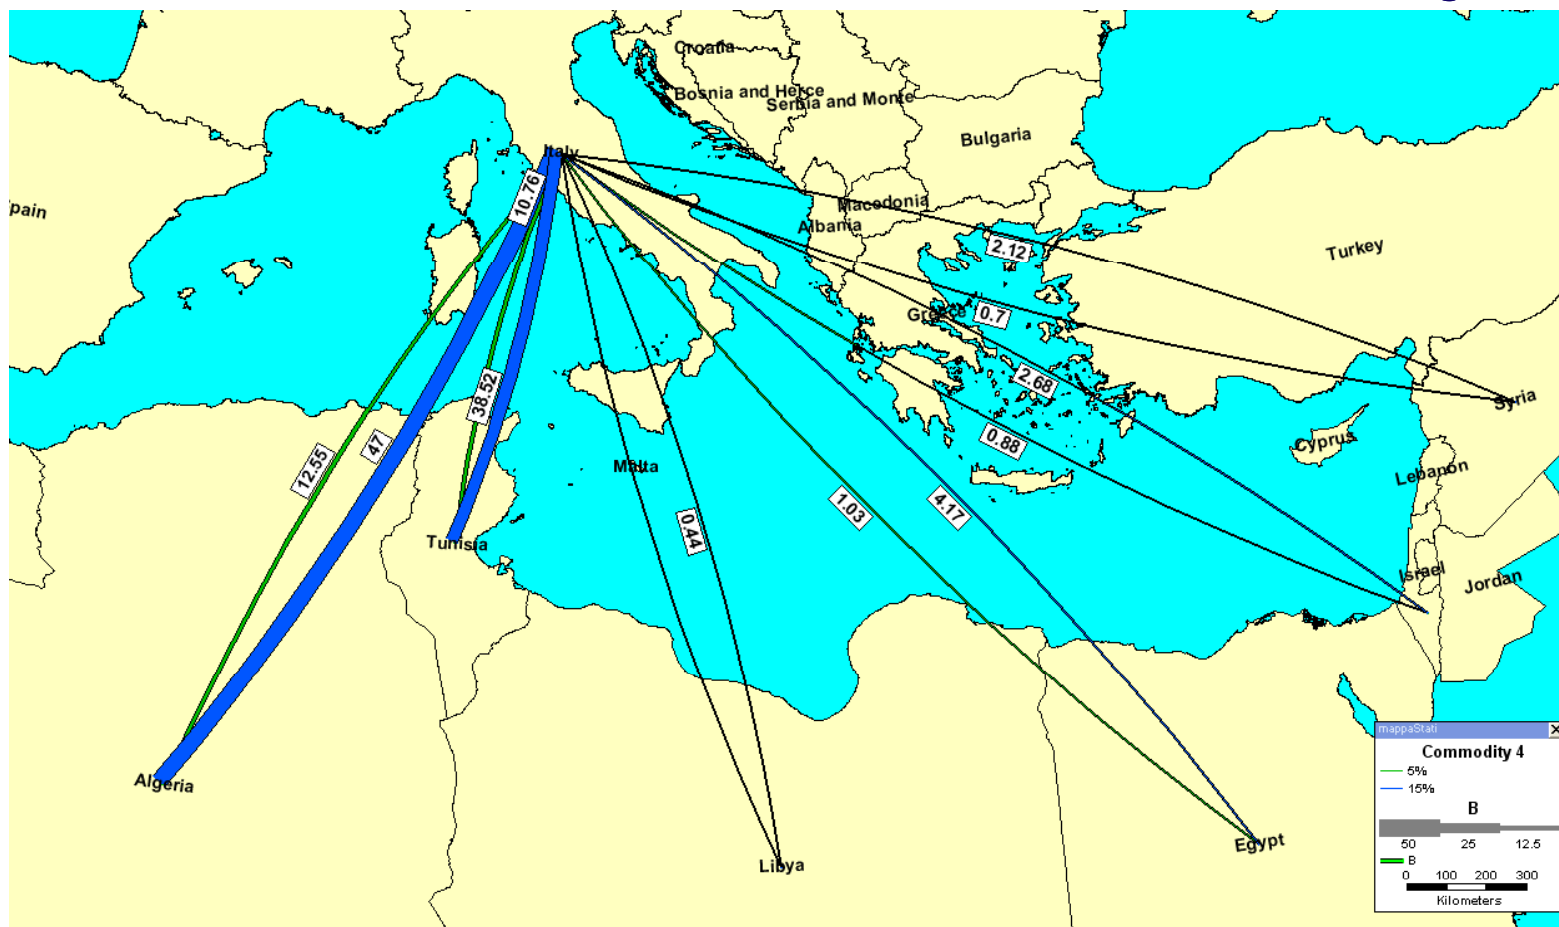 Croatia
Bosnia and Herce
Serbia and Monte
Bulgaria
Italy
10.76
pain
Macedonia
Albania
2.12
Turkey
Greece
0.7
2.68
38.52
Syria
0.88
Cyprus
47
12.55
Malta
Lebanon
1.03
4.17
0.44
Tunisia
Israel
Jordan
Algeria
Libya
Egypt
mappaStati
Commodity 4
5%
15%
B
50 25 12.5
B
0 100 200 300
Kilometers